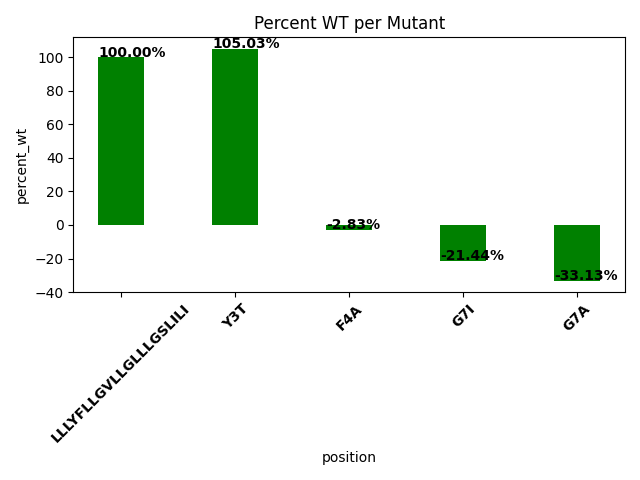 Percent WT per Mutant
percent_wt
100
80
60
40
20
0
−20
−40
100.00%
105.03%
-2.83%
-21.44%
-33.13%
LLLYFLLGVLLGLLLGSLILI
Y3T
F4A
G7I
G7A
position